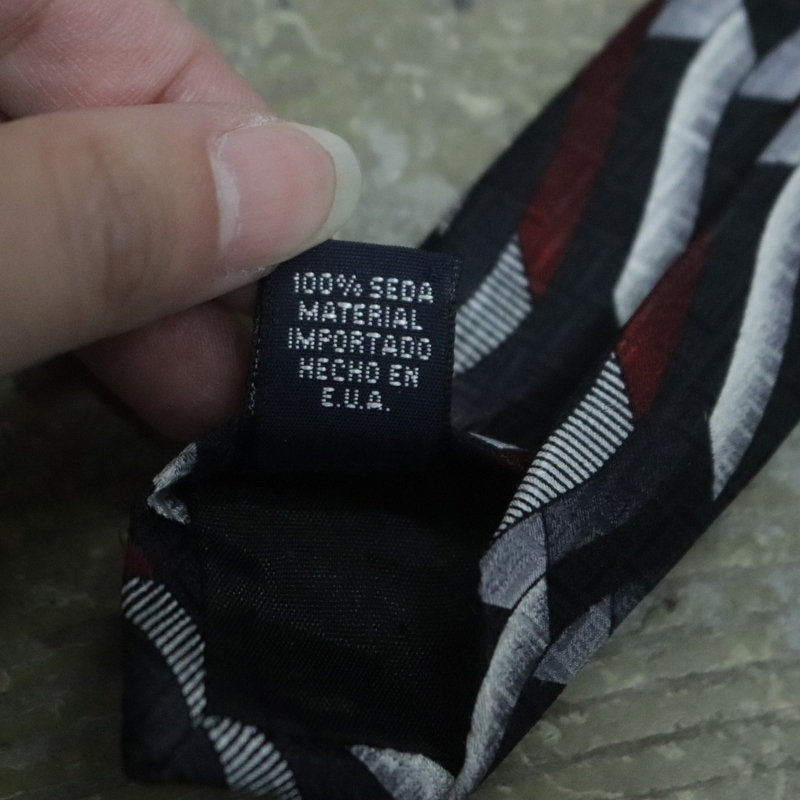 100% SEDA
MATERIAL
IMPORTADO
HECHO EN
E.U.A.